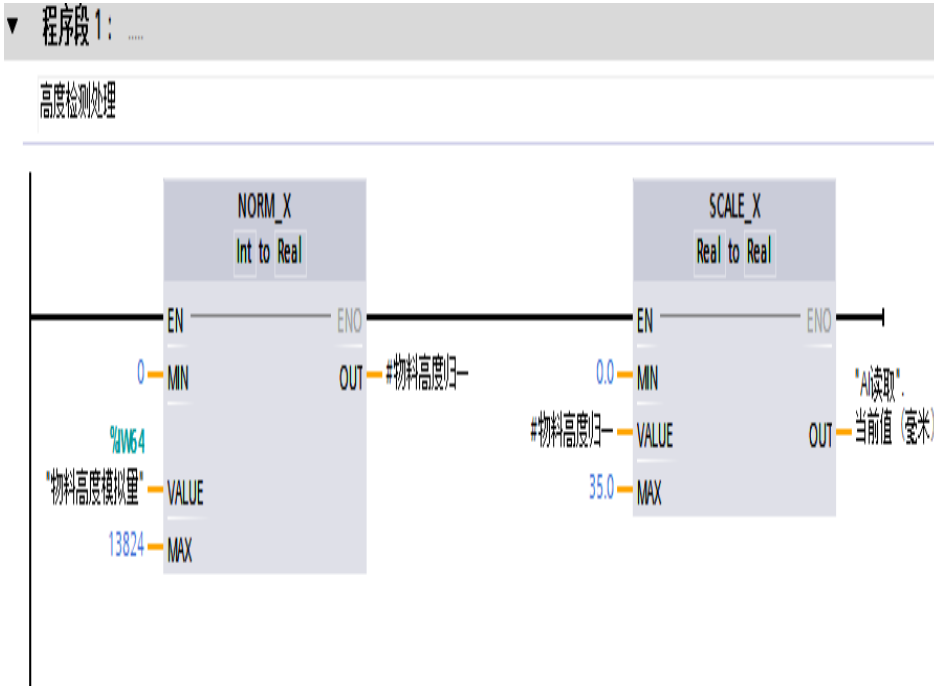 程序段 1： .....
高度检测处理
NORM_X
Int to Real
EN
ENO
0
MIN
OUT
#物料高度归一
%IW64
"物料高度模拟量"
VALUE
13824
MAX
SCALE_X
Real to Real
EN
ENO
0.0
MIN
#物料高度归一
VALUE
35.0
MAX
OUT
"AI读取".
当前值（毫米）